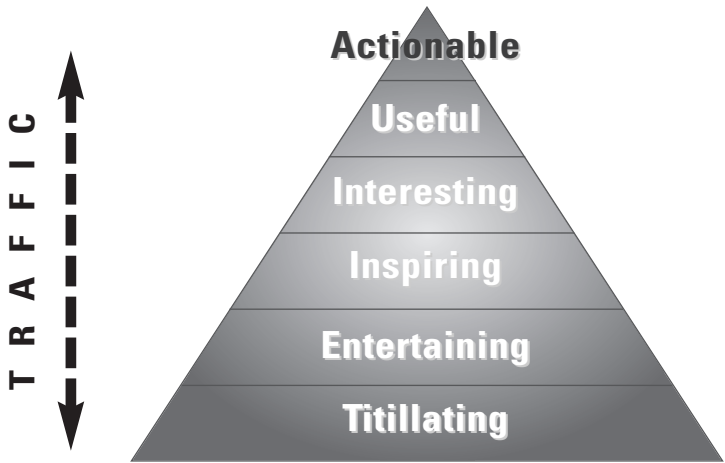 Actionable
Useful
Interesting
Inspiring
Entertaining
Titillating
TRAFFIC